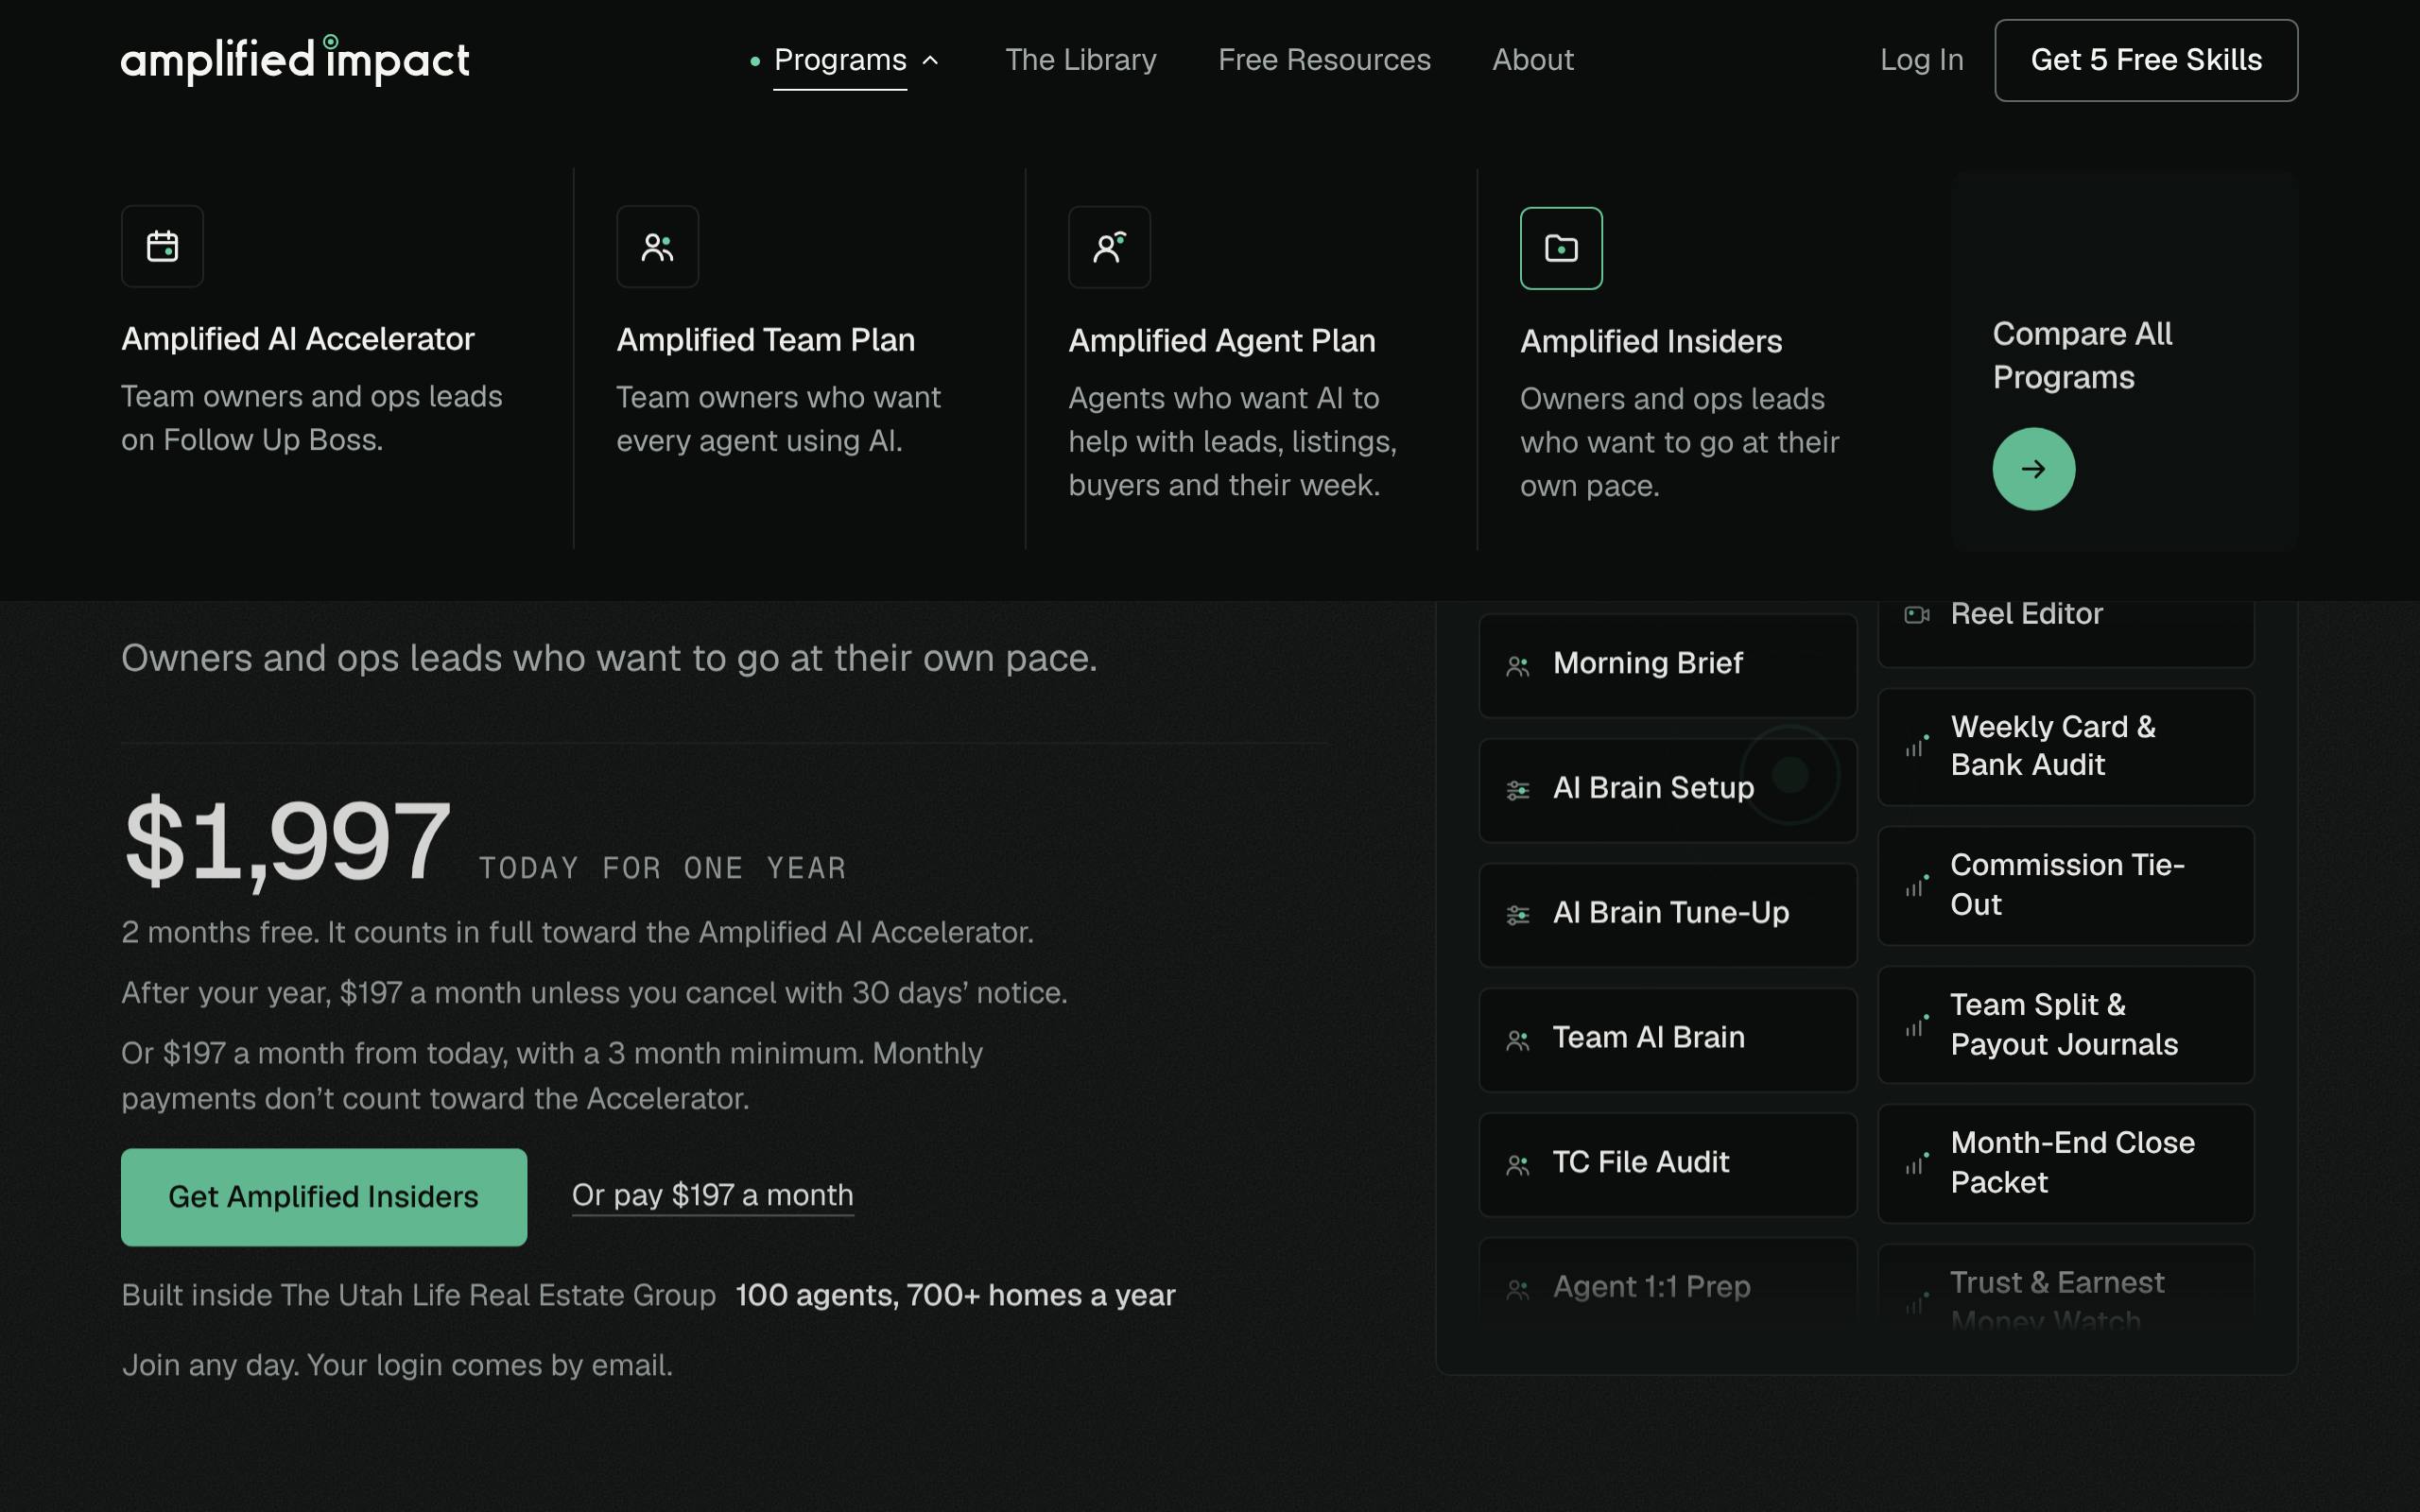 amplified impact
Programs
The Library
Free Resources
About
Log In
Get 5 Free Skills
Amplified AI Accelerator
Team owners and ops leads
on Follow Up Boss.
Amplified Team Plan
Team owners who want
every agent using AI.
Amplified Agent Plan
Agents who want AI to
help with leads, listings,
buyers and their week.
Amplified Insiders
Owners and ops leads
who want to go at their
own pace.
Compare All
Programs
Owners and ops leads who want to go at their own pace.
$1,997 TODAY FOR ONE YEAR
2 months free. It counts in full toward the Amplified AI Accelerator.
After your year, $197 a month unless you cancel with 30 days’ notice.
Or $197 a month from today, with a 3 month minimum. Monthly
payments don’t count toward the Accelerator.
Get Amplified Insiders
Or pay $197 a month
Built inside The Utah Life Real Estate Group 100 agents, 700+ homes a year
Join any day. Your login comes by email.
Morning Brief
AI Brain Setup
AI Brain Tune-Up
Team AI Brain
TC File Audit
Agent 1:1 Prep
Reel Editor
Weekly Card &
Bank Audit
Commission Tie-
Out
Team Split &
Payout Journals
Month-End Close
Packet
Trust & Earnest
Money Watch